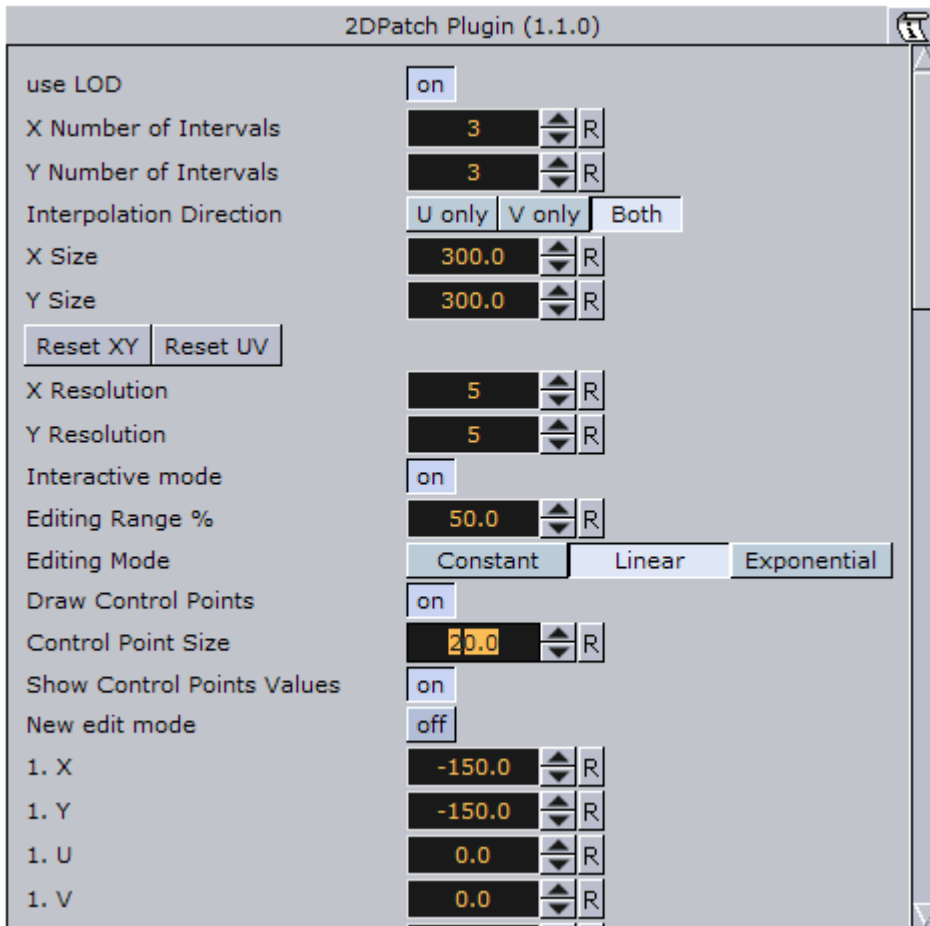 2DPatch Plugin (1.1.0)
use LOD on
X Number of Intervals 3 R
Y Number of Intervals 3 R
Interpolation Direction U only V only Both
X Size 300.0 R
Y Size 300.0 R
Reset XY Reset UV
X Resolution 5 R
Y Resolution 5 R
Interactive mode on
Editing Range % 50.0 R
Editing Mode Constant Linear Exponential
Draw Control Points on
Control Point Size 20.0 R
Show Control Points Values on
New edit mode off
1. X -150.0 R
1. Y -150.0 R
1. U 0.0 R
1. V 0.0 R